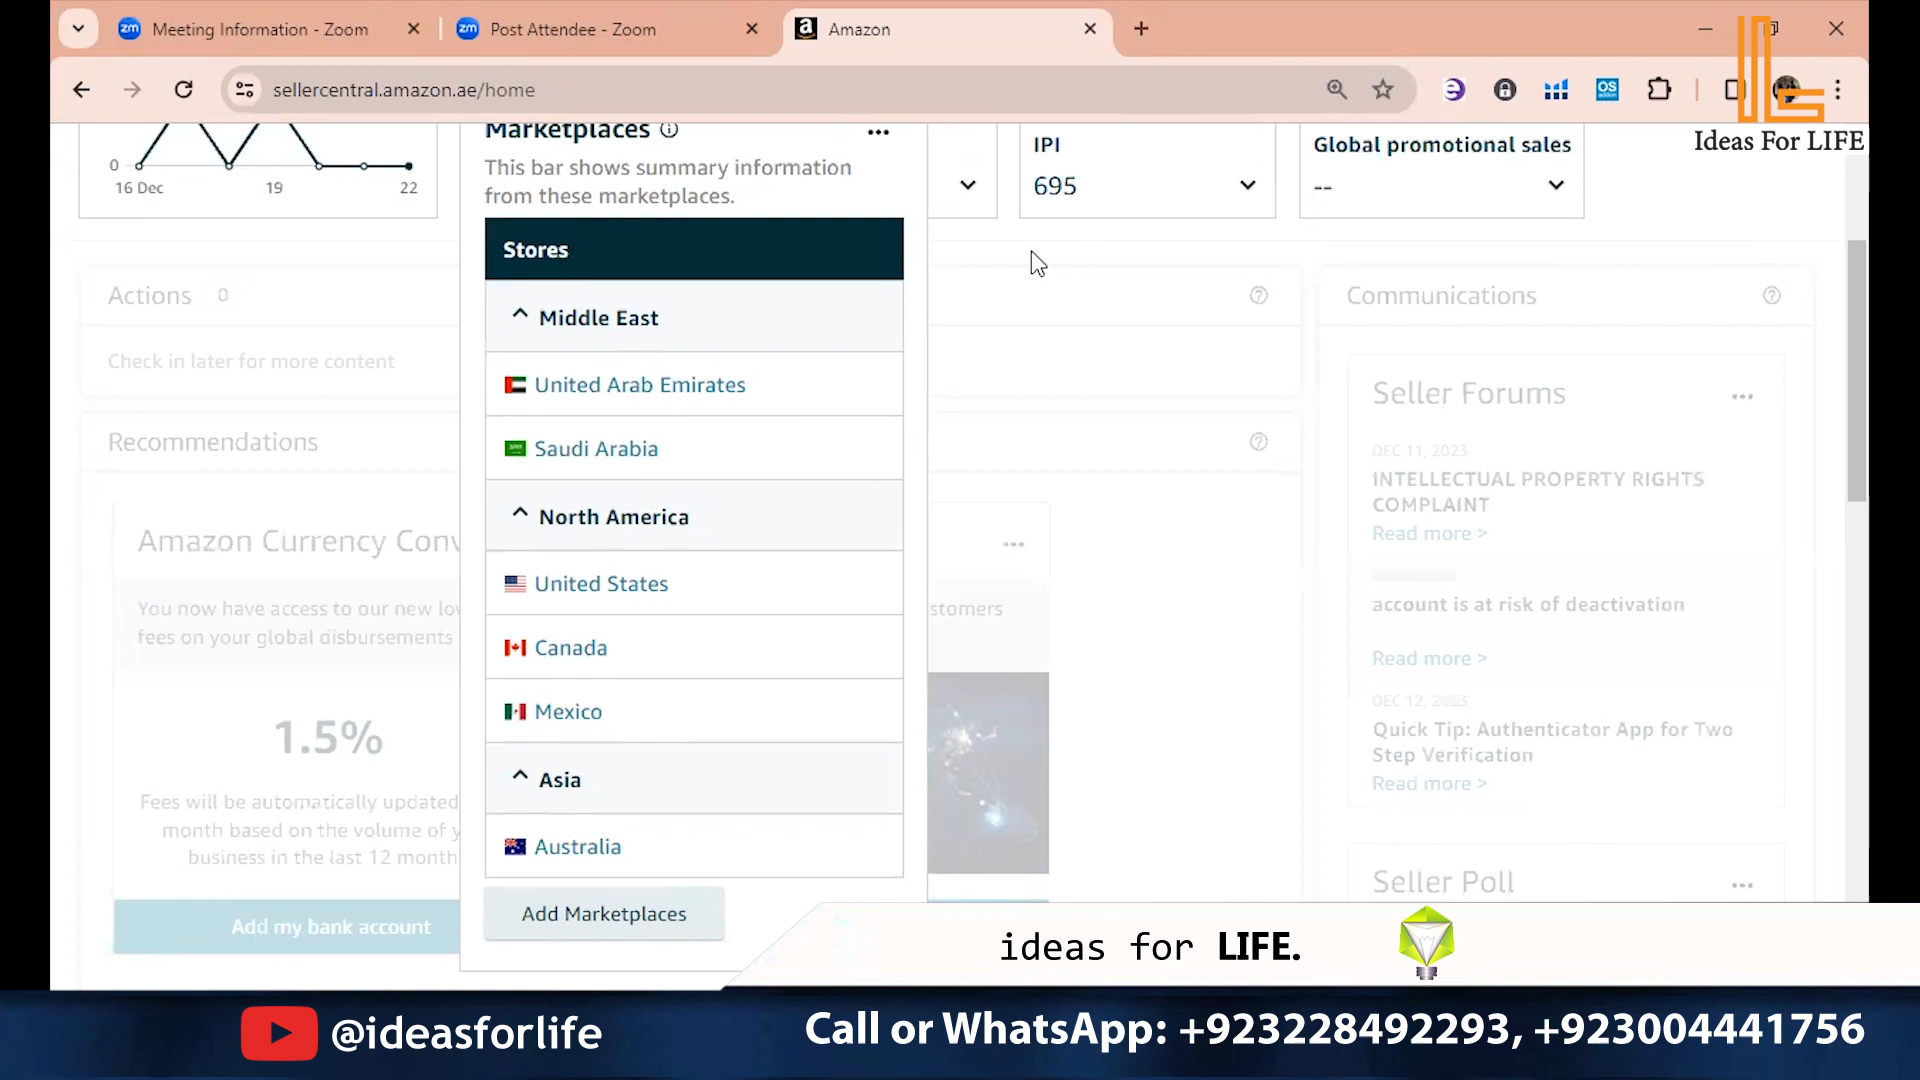 Meeting Information - Zoom
Post Attendee - Zoom
Amazon
sellercentral.amazon.ae/home
Ideas For LIFE
0
16 Dec
19
22
Marketplaces
This bar shows summary information
from these marketplaces.
IPI
695
Global promotional sales
--
Stores
Middle East
United Arab Emirates
Saudi Arabia
North America
United States
Canada
Mexico
Asia
Australia
Add Marketplaces
Actions 0
Check in later for more content
Recommendations
Amazon Currency Conv
You now have access to our new lo
fees on your global disbursements
1.5%
Fees will be automatically updated
month based on the volume of y
business in the last 12 month
Add my bank account
stomers
Communications
Seller Forums
DEC 11, 2023
INTELLECTUAL PROPERTY RIGHTS
COMPLAINT
Read more >
account is at risk of deactivation
Read more >
DEC 12, 2023
Quick Tip: Authenticator App for Two
Step Verification
Read more >
Seller Poll
ideas for LIFE.
@ideasforlife
Call or WhatsApp: +923228492293, +923004441756